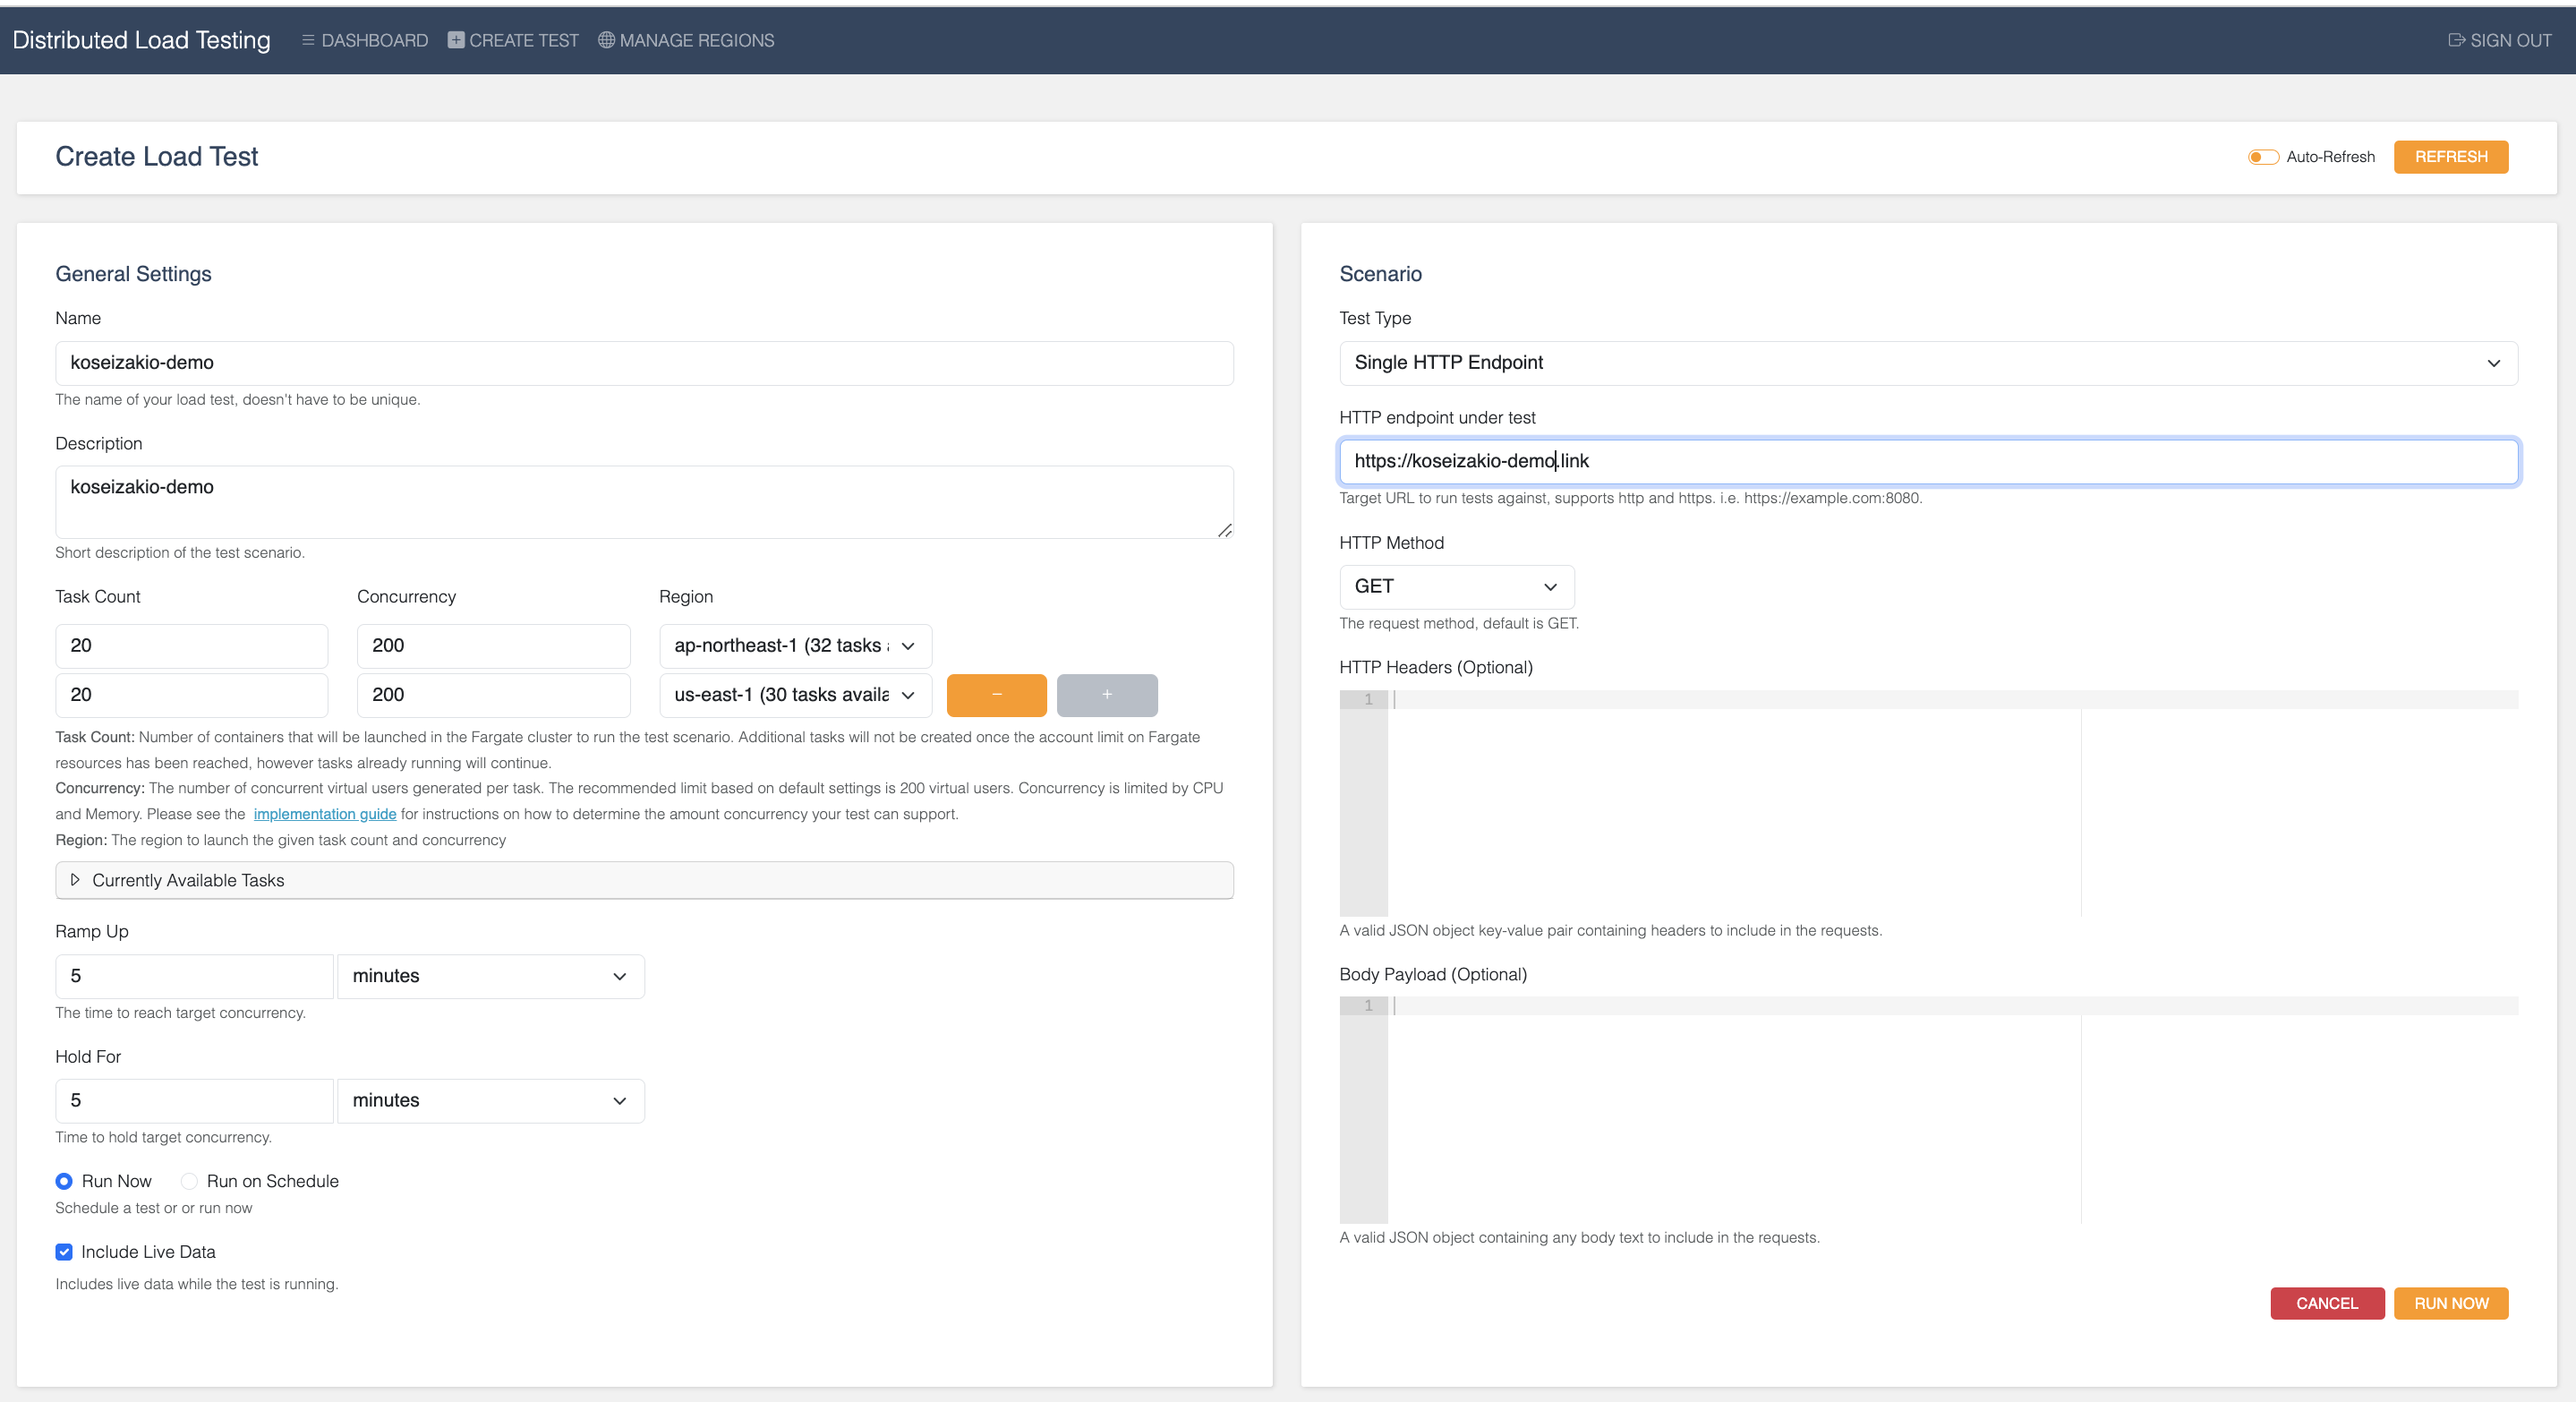 Distributed Load Testing DASHBOARD CREATE TEST MANAGE REGIONS SIGN OUT
Create Load Test
Auto-Refresh REFRESH
General Settings
Name
koseizakio-demo
The name of your load test, doesn't have to be unique.
Description
koseizakio-demo
Short description of the test scenario.
Task Count Concurrency Region
20 200 ap-northeast-1 (32 tasks
20 200 us-east-1 (30 tasks availa − +
Task Count: Number of containers that will be launched in the Fargate cluster to run the test scenario. Additional tasks will not be created once the account limit on Fargate
resources has been reached, however tasks already running will continue.
Concurrency: The number of concurrent virtual users generated per task. The recommended limit based on default settings is 200 virtual users. Concurrency is limited by CPU
and Memory. Please see the implementation guide for instructions on how to determine the amount concurrency your test can support.
Region: The region to launch the given task count and concurrency
Currently Available Tasks
Ramp Up
5 minutes
The time to reach target concurrency.
Hold For
5 minutes
Time to hold target concurrency.
Run Now Run on Schedule
Schedule a test or or run now
Include Live Data
Includes live data while the test is running.
Scenario
Test Type
Single HTTP Endpoint
HTTP endpoint under test
https://koseizakio-demo.link
Target URL to run tests against, supports http and https. i.e. https://example.com:8080.
HTTP Method
GET
The request method, default is GET.
HTTP Headers (Optional)
1
A valid JSON object key-value pair containing headers to include in the requests.
Body Payload (Optional)
1
A valid JSON object containing any body text to include in the requests.
CANCEL RUN NOW